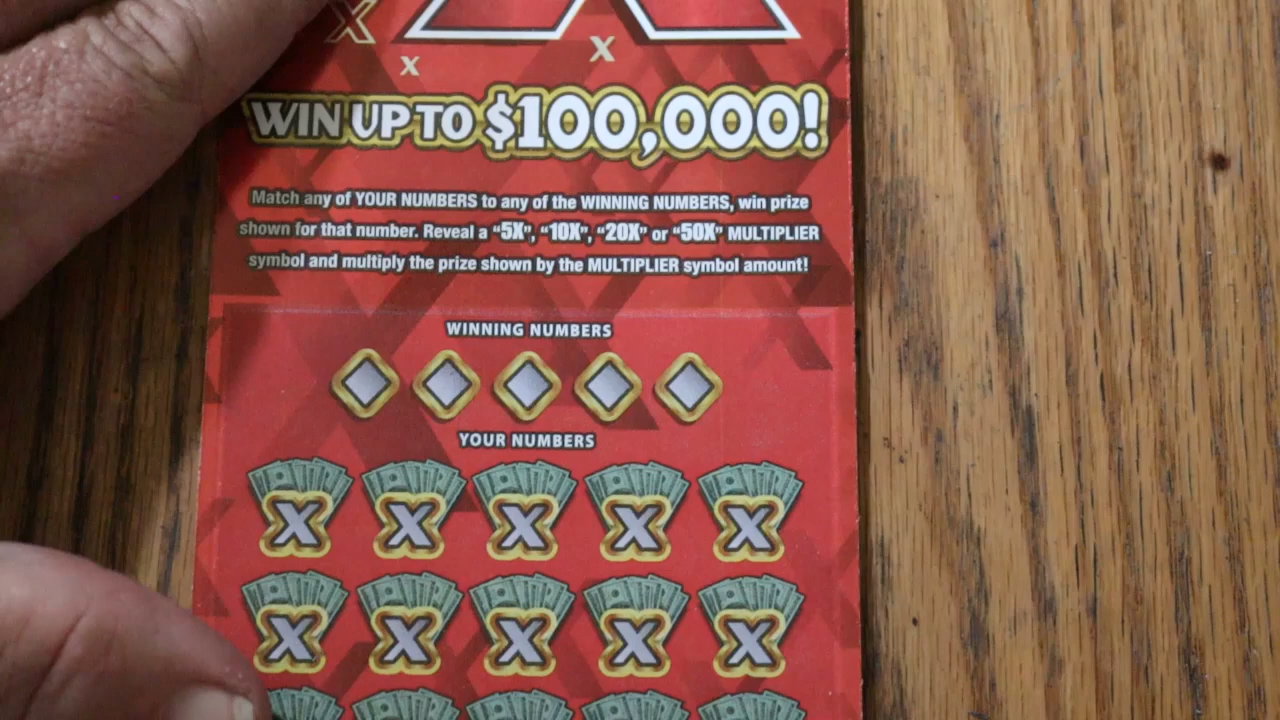 X
X
X X
WIN UP TO $100,000!
Match any of YOUR NUMBERS to any of the WINNING NUMBERS, win prize
shown for that number. Reveal a “5X”, “10X”, “20X” or “50X” MULTIPLIER
symbol and multiply the prize shown by the MULTIPLIER symbol amount!
WINNING NUMBERS
YOUR NUMBERS
X X X X X
X X X X X